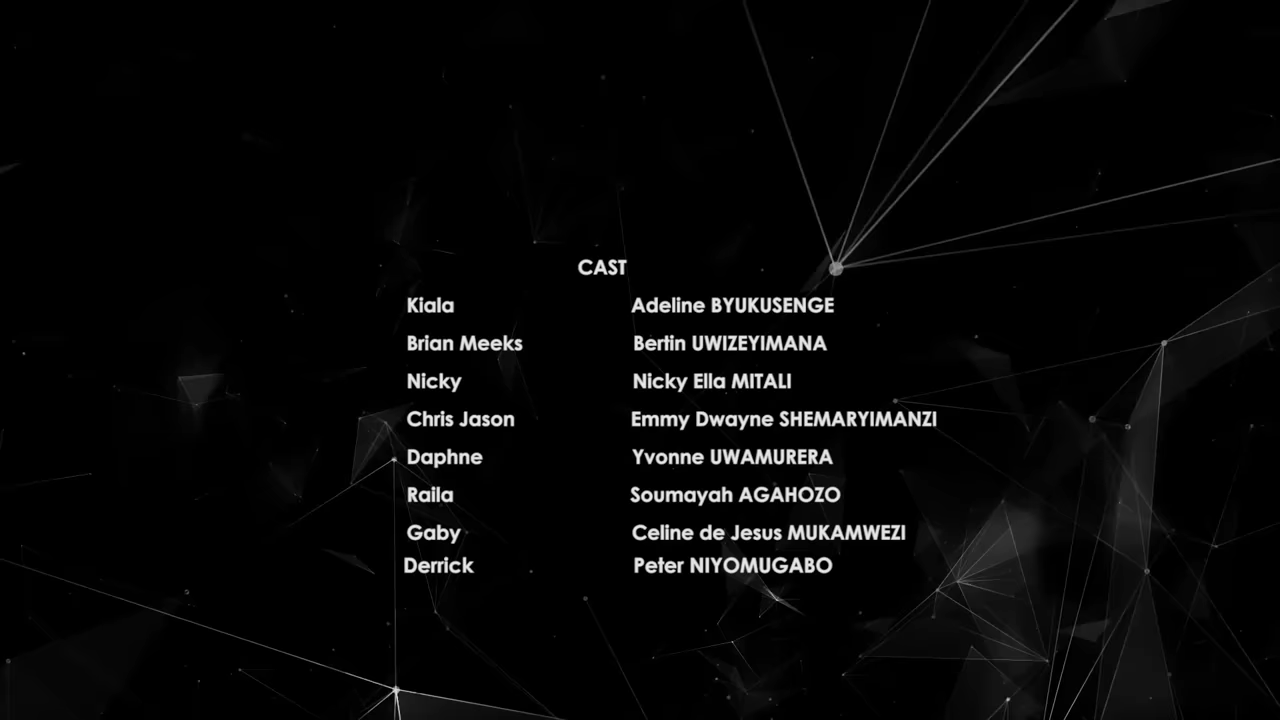 CAST
Kiala Adeline BYUKUSENGE
Brian Meeks Bertin UWIZEYIMANA
Nicky Nicky Ella MITALI
Chris Jason Emmy Dwayne SHEMARYIMANZI
Daphne Yvonne UWAMURERA
Raila Soumayah AGAHOZO
Gaby Celine de Jesus MUKAMWEZI
Derrick Peter NIYOMUGABO